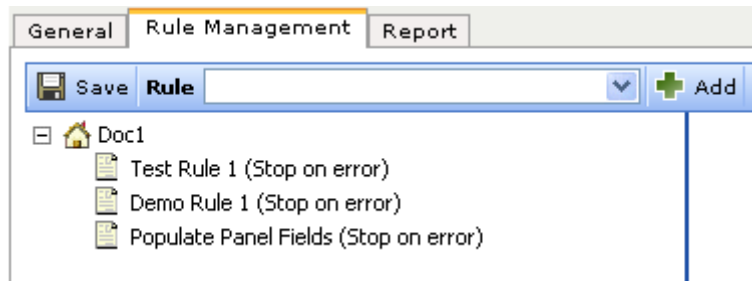 General Rule Management Report
Save Rule Add
Doc1
Test Rule 1 (Stop on error)
Demo Rule 1 (Stop on error)
Populate Panel Fields (Stop on error)